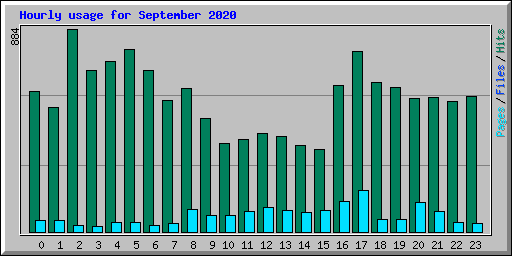 Hourly usage for September 2020
884
Pages/Files/Hits
0 1 2 3 4 5 6 7 8 9 10 11 12 13 14 15 16 17 18 19 20 21 22 23